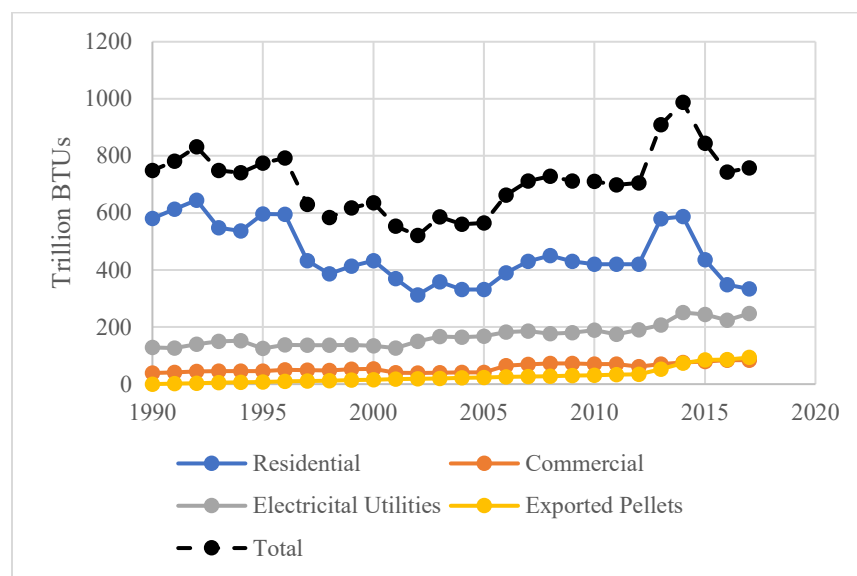 1200
1000
800
600
400
200
0
Trillion BTUs
1990 1995 2000 2005 2010 2015 2020
Residential Commercial
Electricital Utilities Exported Pellets
Total